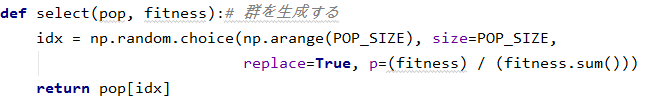 def select(pop, fitness):# 群を生成する
idx = np.random.choice(np.arange(POP_SIZE), size=POP_SIZE,
replace=True, p=(fitness) / (fitness.sum()))
return pop[idx]